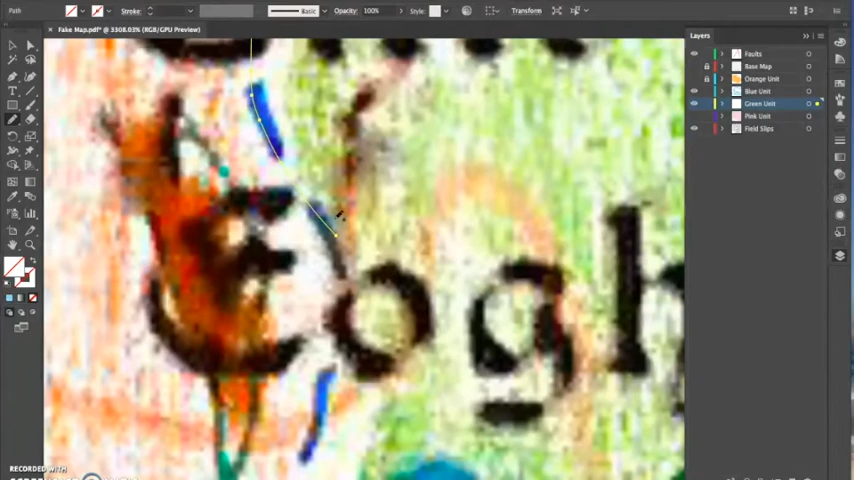 Path
Stroke:
Basic
Opacity: 100%
Style:
Transform
× Fake Map.pdf* @ 3308.03% (RGB/GPU Preview)
Layers
Faults
Base Map
Orange Unit
Blue Unit
Green Unit
Pink Unit
Field Slips
Eogh
RECORDED WITH